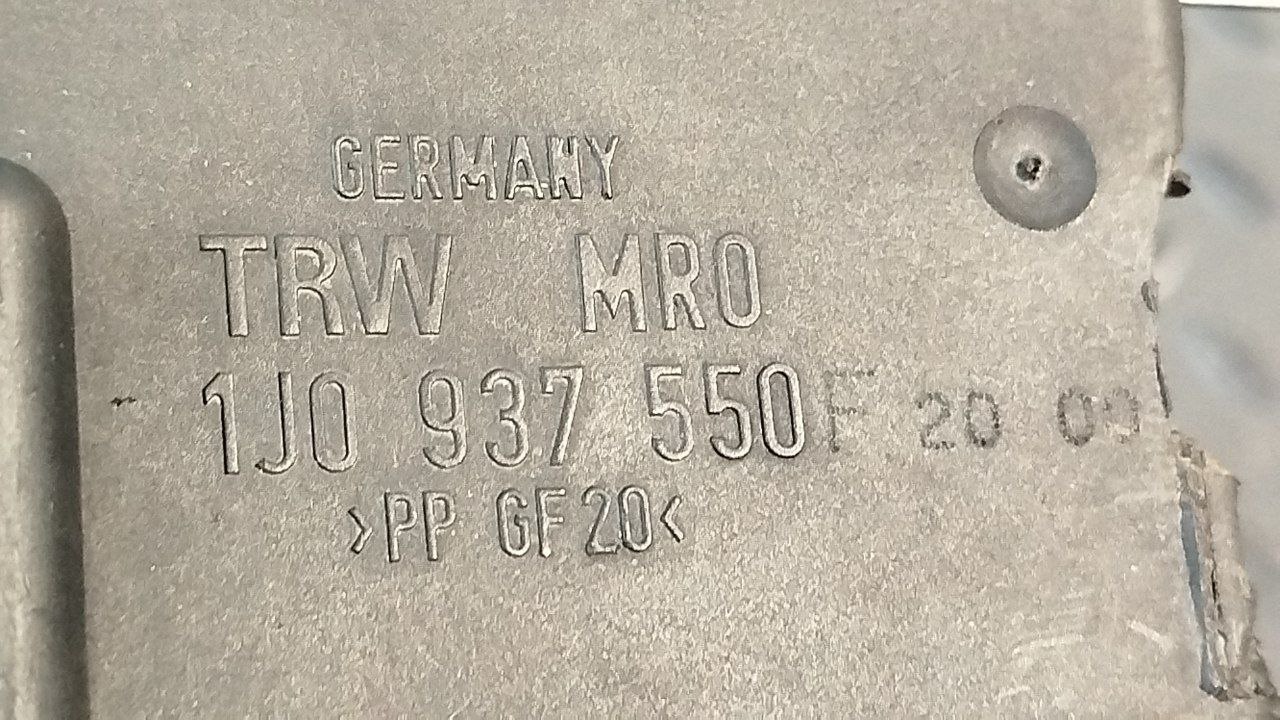 GERMANY
TRW MRO
1J0 937 550 F 20 00
>PP GF20<